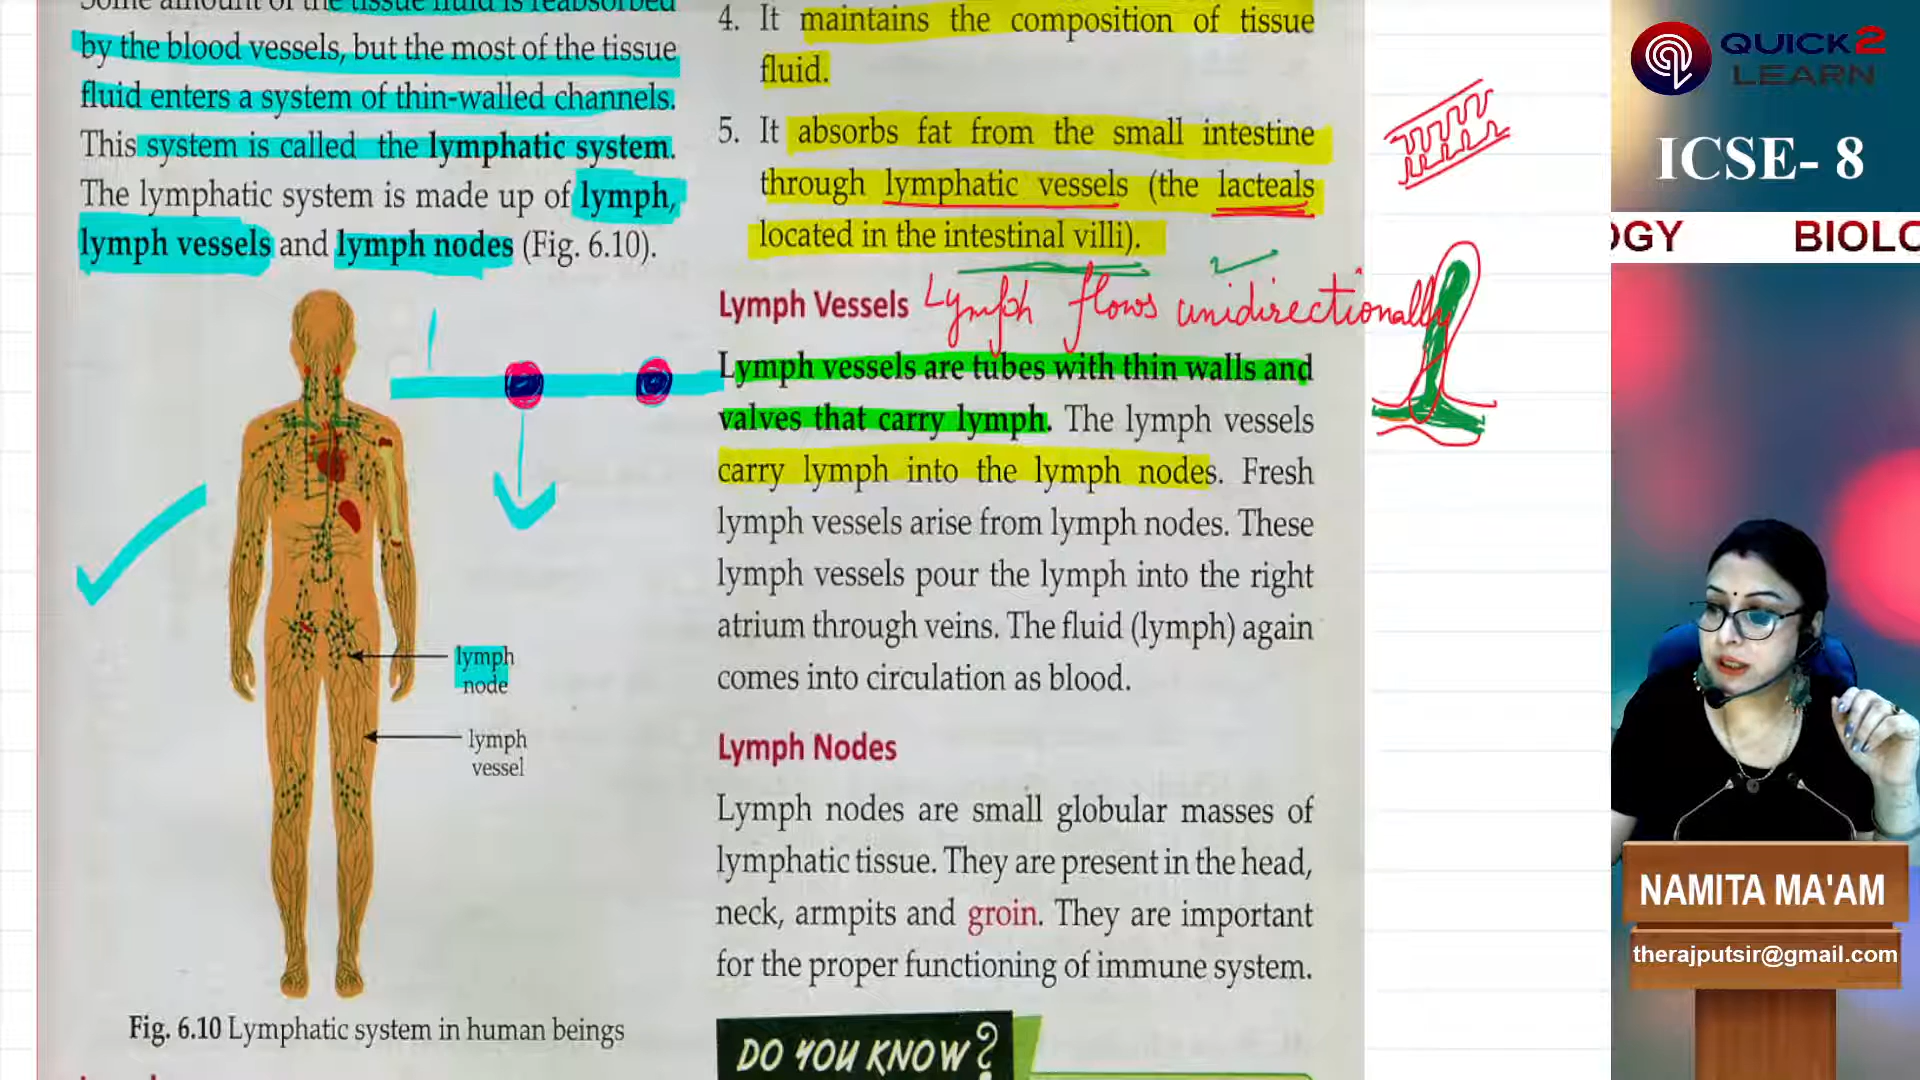 Some amount of the tissue fluid is reabsorbed
by the blood vessels, but the most of the tissue
fluid enters a system of thin-walled channels.
This system is called the lymphatic system.
The lymphatic system is made up of lymph,
lymph vessels and lymph nodes (Fig. 6.10).
lymph
node
lymph
vessel
Fig. 6.10 Lymphatic system in human beings
4. It maintains the composition of tissue
fluid.
5. It absorbs fat from the small intestine
through lymphatic vessels (the lacteals
located in the intestinal villi).
Lymph Vessels Lymph flows unidirectionally
Lymph vessels are tubes with thin walls and
valves that carry lymph. The lymph vessels
carry lymph into the lymph nodes. Fresh
lymph vessels arise from lymph nodes. These
lymph vessels pour the lymph into the right
atrium through veins. The fluid (lymph) again
comes into circulation as blood.
Lymph Nodes
Lymph nodes are small globular masses of
lymphatic tissue. They are present in the head,
neck, armpits and groin. They are important
for the proper functioning of immune system.
DO YOU KNOW?
QUICK2
LEARN
ICSE- 8
OGY BIOLO
NAMITA MA'AM
therajputsir@gmail.com